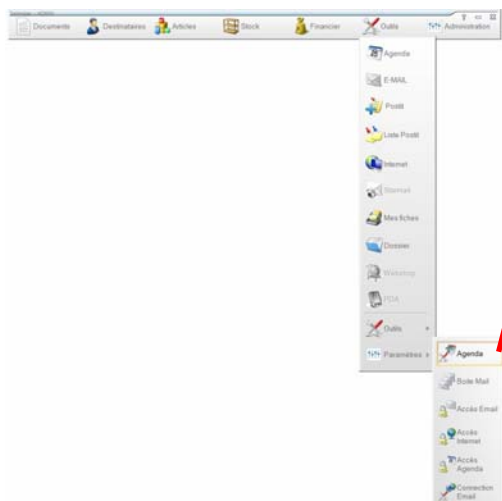 Documents
Destinataires
Articles
Stock
Financier
Outils
Administration
Agenda
E-MAIL
Postit
Liste Postit
Internet
Mes fiches
Dossier
Webshop
PDA
Outils
Paramètres
Agenda
Boite Mail
Accès Email
Accès
Internet
Accès
Agenda
Connection
Email